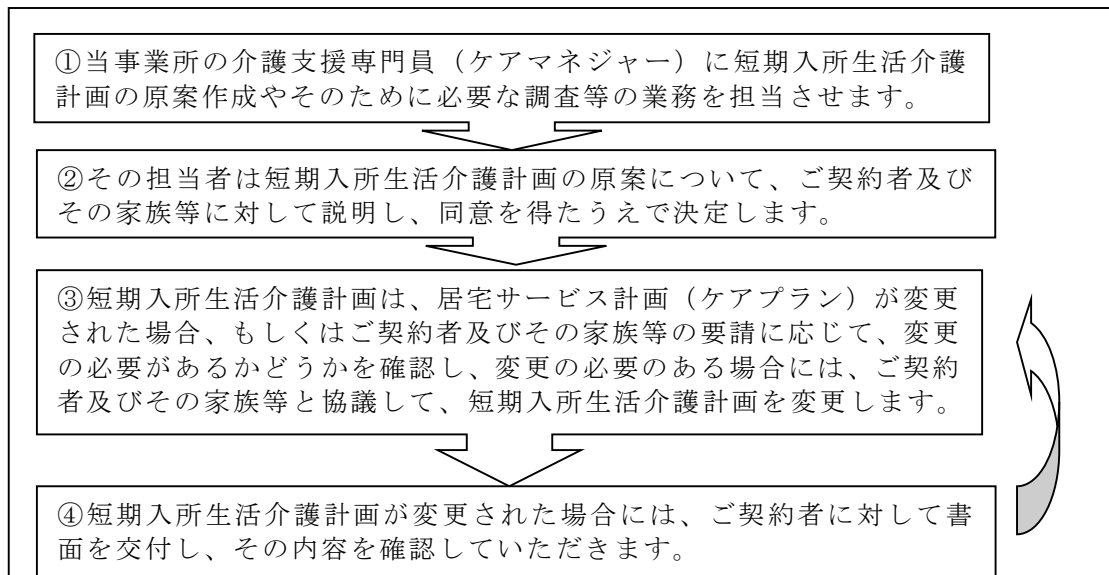 ①当事業所の介護支援専門員（ケアマネジャー）に短期入所生活介護
計画の原案作成やそのために必要な調査等の業務を担当させます。
②その担当者は短期入所生活介護計画の原案について、ご契約者及び
その家族等に対して説明し、同意を得たうえで決定します。
③短期入所生活介護計画は、居宅サービス計画（ケアプラン）が変更
された場合、もしくはご契約者及びその家族等の要請に応じて、変更
の必要があるかどうかを確認し、変更の必要のある場合には、ご契約
者及びその家族等と協議して、短期入所生活介護計画を変更します。
④短期入所生活介護計画が変更された場合には、ご契約者に対して書
面を交付し、その内容を確認していただきます。